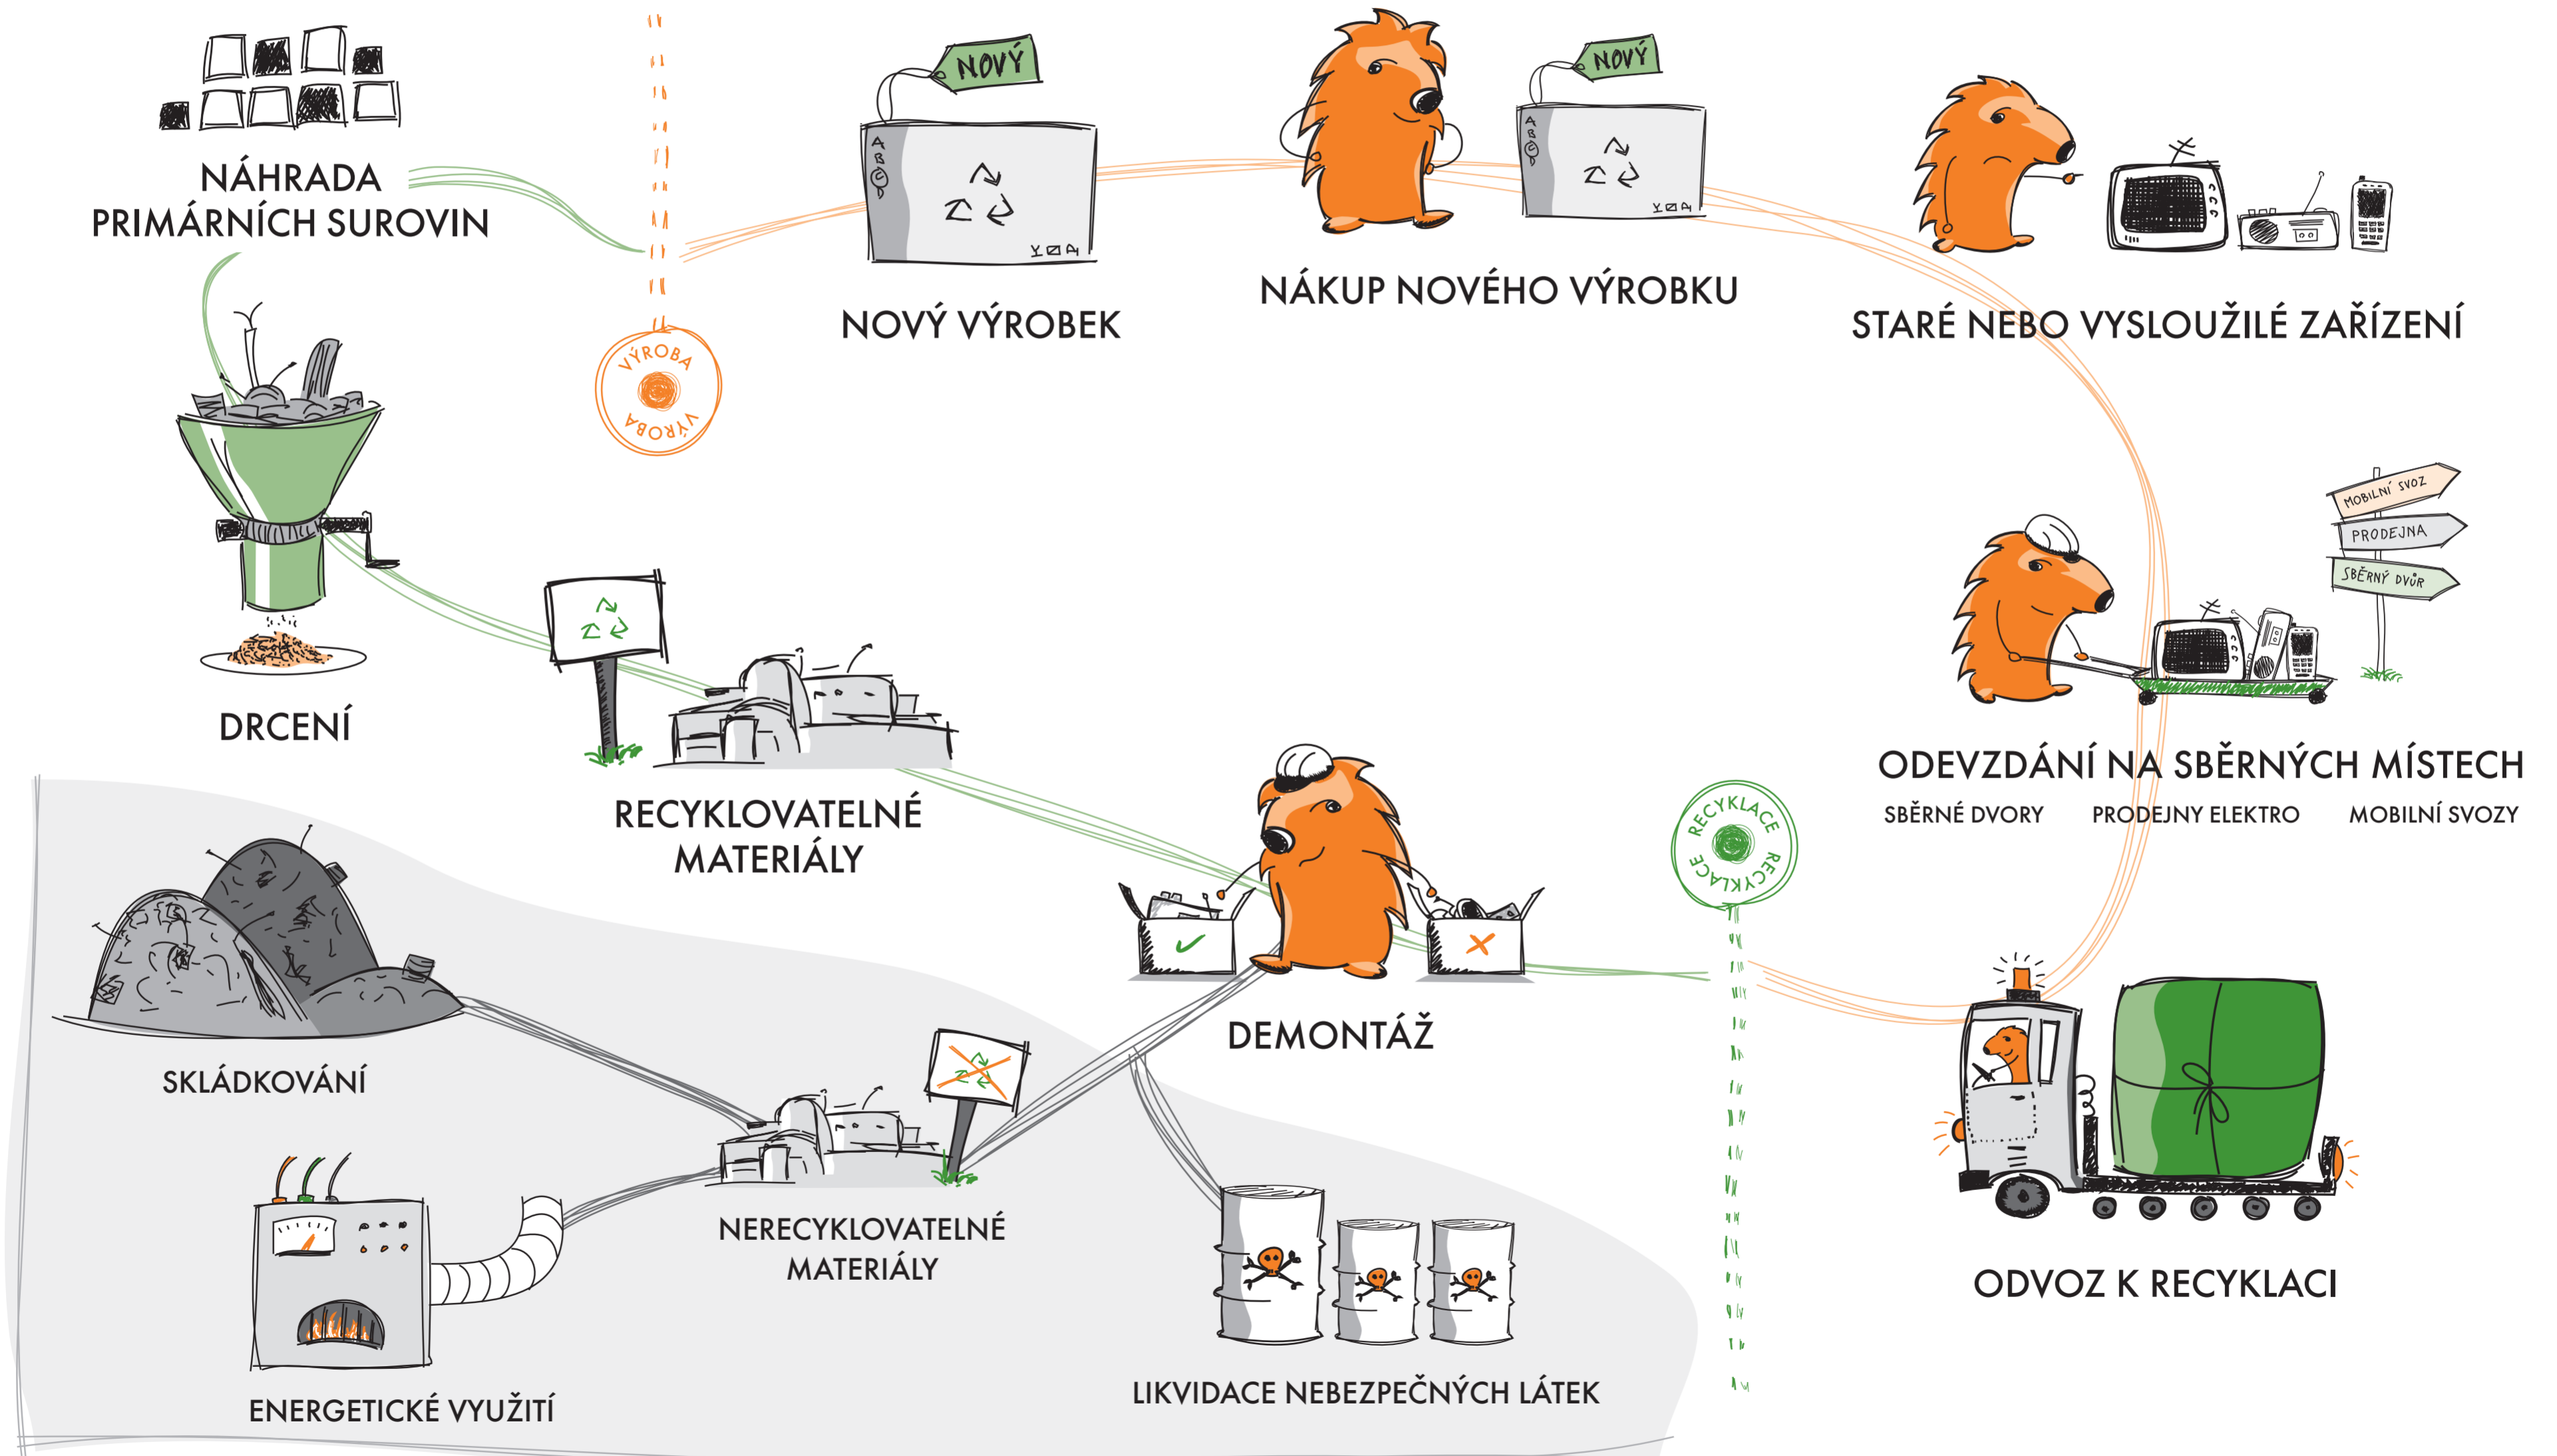 NÁHRADA
PRIMÁRNÍCH SUROVIN
VÝROBA
VÝROBA
NOVÝ
A
B
C
D
NOVÝ VÝROBEK
NOVÝ
A
B
C
D
NÁKUP NOVÉHO VÝROBKU
STARÉ NEBO VYSLOUŽILÉ ZAŘÍZENÍ
MOBILNÍ SVOZ
PRODEJNA
SBĚRNÝ DVŮR
ODEVZDÁNÍ NA SBĚRNÝCH MÍSTECH
SBĚRNÉ DVORY PRODEJNY ELEKTRO MOBILNÍ SVOZY
ODVOZ K RECYKLACI
RECYKLACE
RECYKLACE
DEMONTÁŽ
RECYKLOVATELNÉ
MATERIÁLY
DRCENÍ
SKLÁDKOVÁNÍ
NERECYKLOVATELNÉ
MATERIÁLY
ENERGETICKÉ VYUŽITÍ
LIKVIDACE NEBEZPEČNÝCH LÁTEK